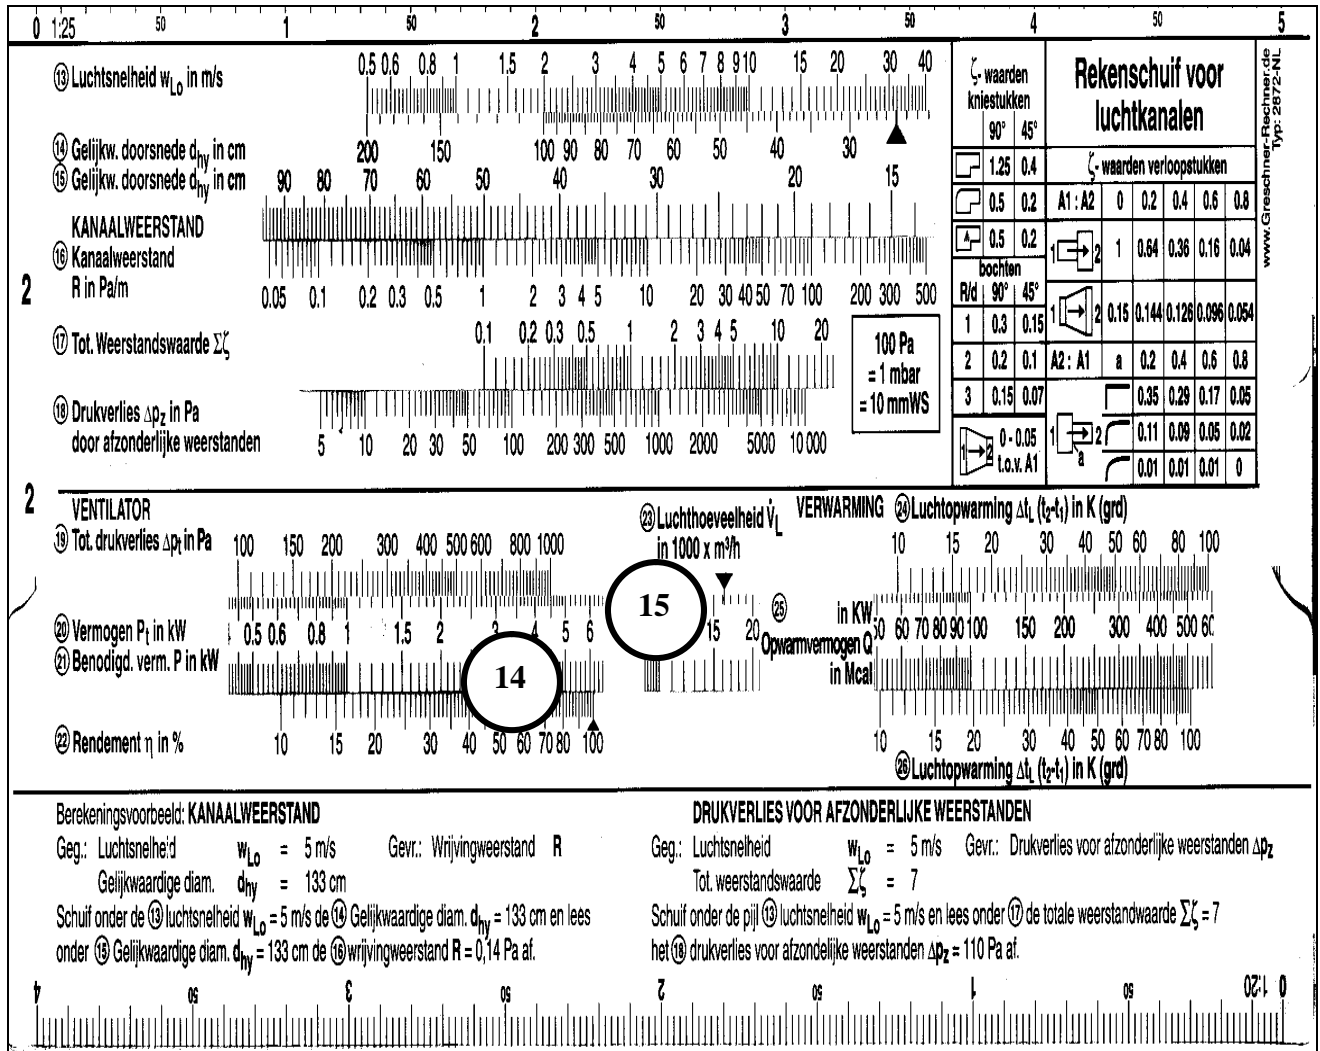 0 1:25 50 1 50 2 50 3 50 4 50 5
⑬ Luchtsnelheid wLo in m/s
0.5 0.6 0.8 1 1.5 2 3 4 5 6 7 8 9 10 15 20 30 40
⑭ Gelijkw. doorsnede dhy in cm
200 150 100 90 80 70 60 50 40 30
⑮ Gelijkw. doorsnede dhy in cm
90 80 70 60 50 40 30 20 15
KANAALWEERSTAND
⑯ Kanaalweerstand
R in Pa/m
0.05 0.1 0.2 0.3 0.5 1 2 3 4 5 10 20 30 40 50 70 100 200 300 500
2
⑰ Tot. Weerstandswaarde Σζ
0.1 0.2 0.3 0.5 1 2 3 4 5 10 20
⑱ Drukverlies Δpz in Pa
door afzonderlijke weerstanden
5 10 20 30 50 100 200 300 500 1000 2000 5000 10 000
100 Pa
= 1 mbar
= 10 mmWS
ζ- waarden
kniestukken
90° 45°
1.25 0.4
0.5 0.2
0.5 0.2
bochten
R/d 90° 45°
1 0.3 0.15
2 0.2 0.1
3 0.15 0.07
1 2 0 - 0.05
t.o.v. A1
Rekenschuif voor
luchtkanalen
ζ- waarden verloopstukken
A1 : A2 0 0.2 0.4 0.6 0.8
1 2 1 0.64 0.36 0.16 0.04
1 2 0.15 0.144 0.126 0.096 0.054
A2 : A1 a 0.2 0.4 0.6 0.8
0.35 0.29 0.17 0.05
1 2 0.11 0.09 0.05 0.02
a 0.01 0.01 0.01 0
www.Greschner-Rechner.de
Typ: 2872-NL
2
VENTILATOR
⑲ Tot. drukverlies Δpt in Pa
100 150 200 300 400 500 600 800 1000
⑳ Vermogen Pt in kW
0.5 0.6 0.8 1 1.5 2 3 4 5 6
㉑ Benodigd. verm. P in kW
14
㉒ Rendement η in %
10 15 20 30 40 50 60 70 80 100
㉓ Luchthoeveelheid V̇L
in 1000 x m³/h
15
15 20
VERWARMING ㉔ Luchtopwarming ΔtL (t2-t1) in K (grd)
10 15 20 30 40 50 60 80 100
㉕ in KW
Opwarmvermogen Q
in Mcal
60 70 80 90 100 150 200 300 400 500
10 15 20 30 40 50 60 70 80 100
㉖ Luchtopwarming ΔtL (t2-t1) in K (grd)
Berekeningsvoorbeeld: KANAALWEERSTAND
Geg.: Luchtsnelheid wLo = 5 m/s Gevr.: Wrijvingweerstand R
Gelijkwaardige diam. dhy = 133 cm
Schuif onder de ⑬ luchtsnelheid wLo = 5 m/s de ⑭ Gelijkwaardige diam. dhy = 133 cm en lees
onder ⑮ Gelijkwaardige diam. dhy = 133 cm de ⑯ wrijvingweerstand R = 0,14 Pa af.
DRUKVERLIES VOOR AFZONDERLIJKE WEERSTANDEN
Geg.: Luchtsnelheid wLo = 5 m/s Gevr.: Drukverlies voor afzonderlijke weerstanden Δpz
Tot. weerstandswaarde Σζ = 7
Schuif onder de pijl ⑬ luchtsnelheid wLo = 5 m/s en lees onder ⑰ de totale weerstandwaarde Σζ = 7
het ⑱ drukverlies voor afzondelijke weerstanden Δpz = 110 Pa af.
4 50 3 50 2 50 1 50 1:20 0